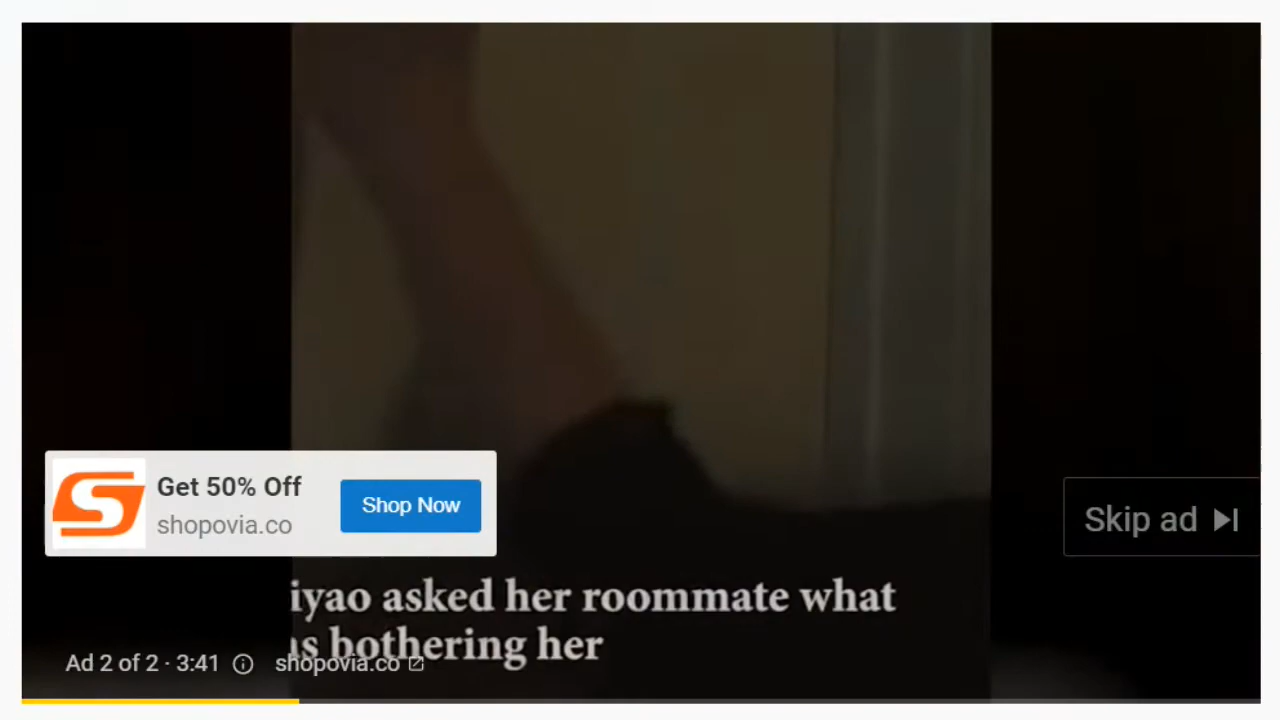 Get 50% Off
shopovia.co
Shop Now
Skip ad
iyao asked her roommate what
s bothering her
Ad 2 of 2 · 3:41
shopovia.co